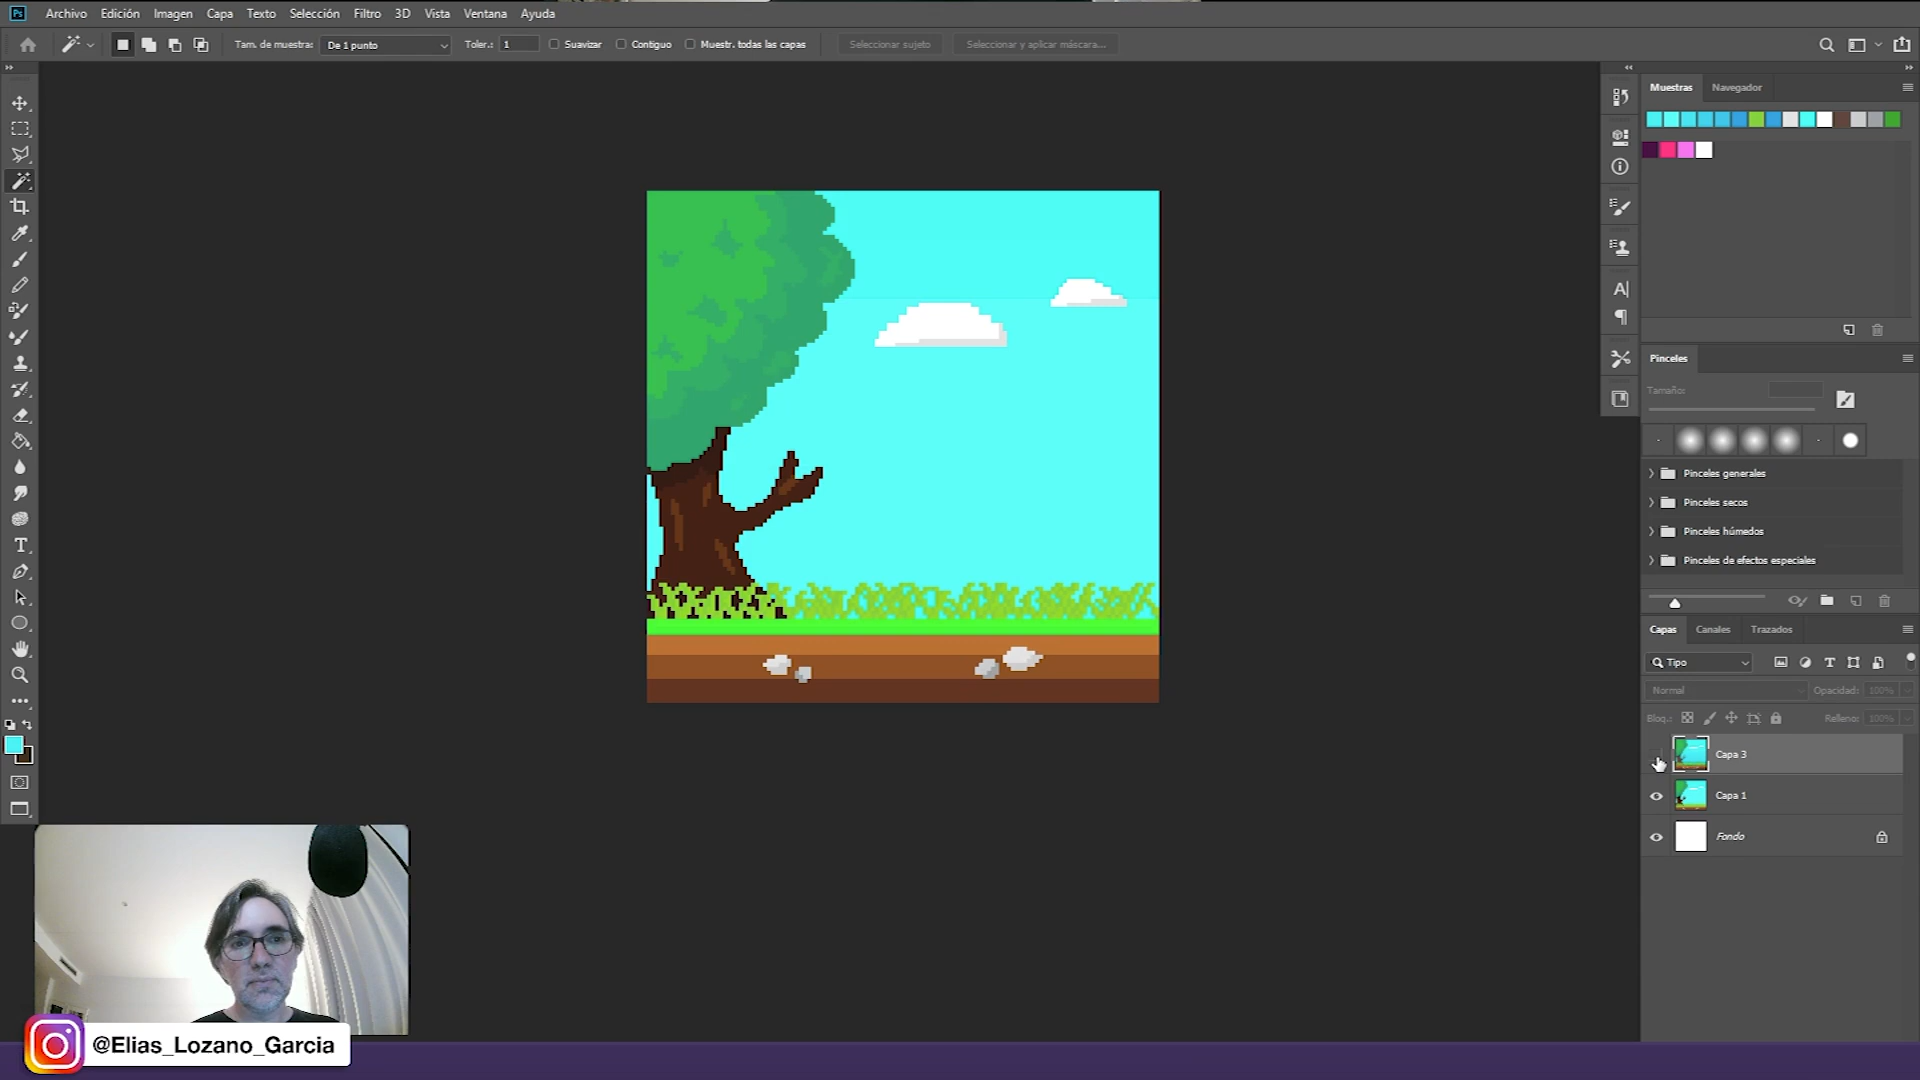 Ps Archivo Edición Imagen Capa Texto Selección Filtro 3D Vista Ventana Ayuda
Tam. de muestra: De 1 punto Toler.: 1 Suavizar Contiguo Muestr. todas las capas Seleccionar sujeto Seleccionar y aplicar máscara...
Muestras Navegador
Pinceles
Tamaño:
Pinceles generales
Pinceles secos
Pinceles húmedos
Pinceles de efectos especiales
Capas Canales Trazados
Tipo
Normal Opacidad: 100%
Bloq.: Relleno: 100%
Capa 3
Capa 1
Fondo
@Elias_Lozano_Garcia